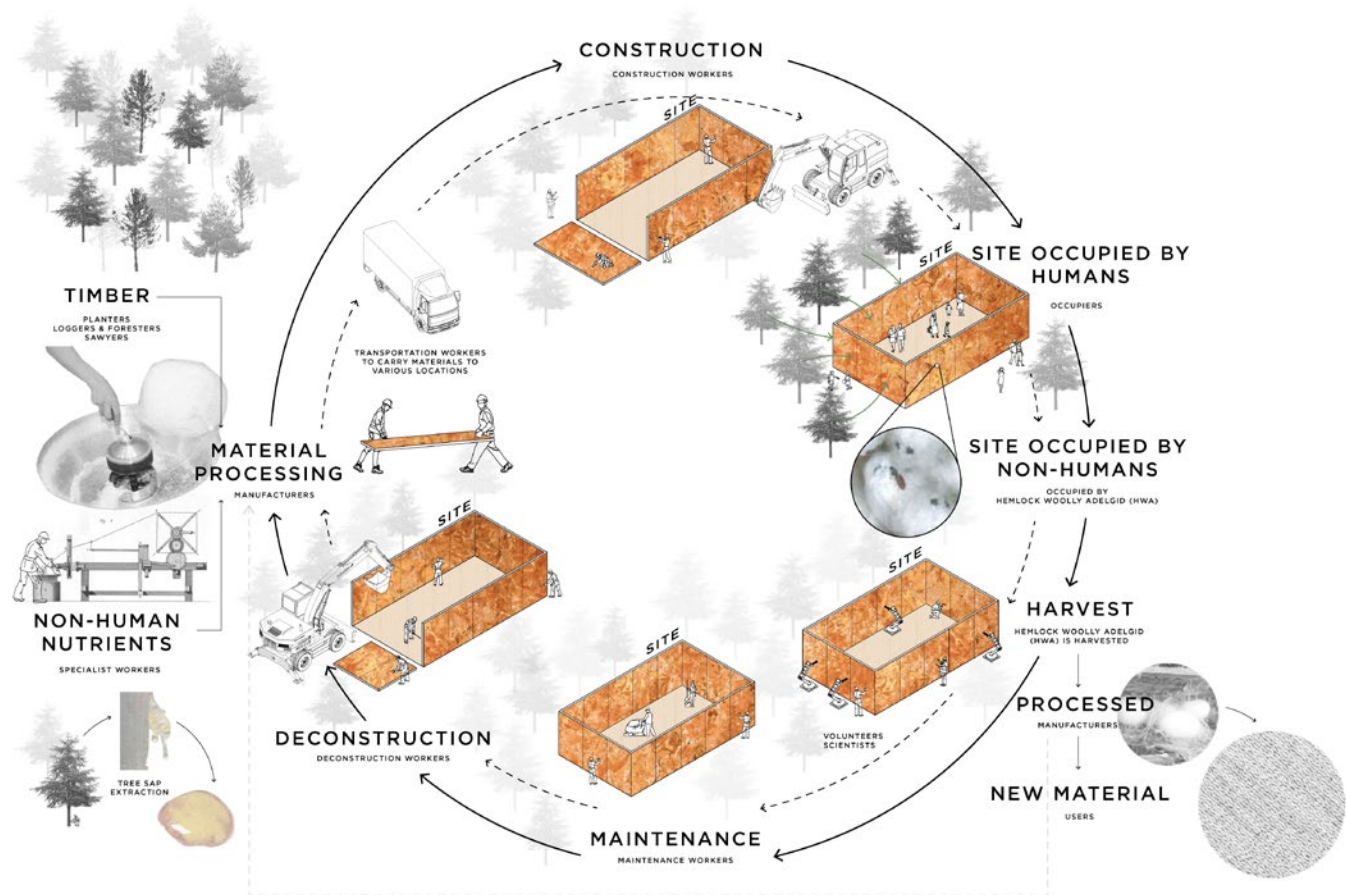 CONSTRUCTION
CONSTRUCTION WORKERS
SITE
SITE OCCUPIED BY
HUMANS
OCCUPIERS
SITE
TIMBER
PLANTERS
LOGGERS & FORESTERS
SAWYERS
TRANSPORTATION WORKERS
TO CARRY MATERIALS TO
VARIOUS LOCATIONS
MATERIAL
PROCESSING
MANUFACTURERS
SITE OCCUPIED BY
NON-HUMANS
OCCUPIED BY
HEMLOCK WOOLLY ADELGID (HWA)
SITE
SITE
NON-HUMAN
NUTRIENTS
SPECIALIST WORKERS
HARVEST
HEMLOCK WOOLLY ADELGID
(HWA) IS HARVESTED
SITE
PROCESSED
MANUFACTURERS
VOLUNTEERS
SCIENTISTS
DECONSTRUCTION
DECONSTRUCTION WORKERS
TREE SAP
EXTRACTION
NEW MATERIAL
USERS
MAINTENANCE
MAINTENANCE WORKERS